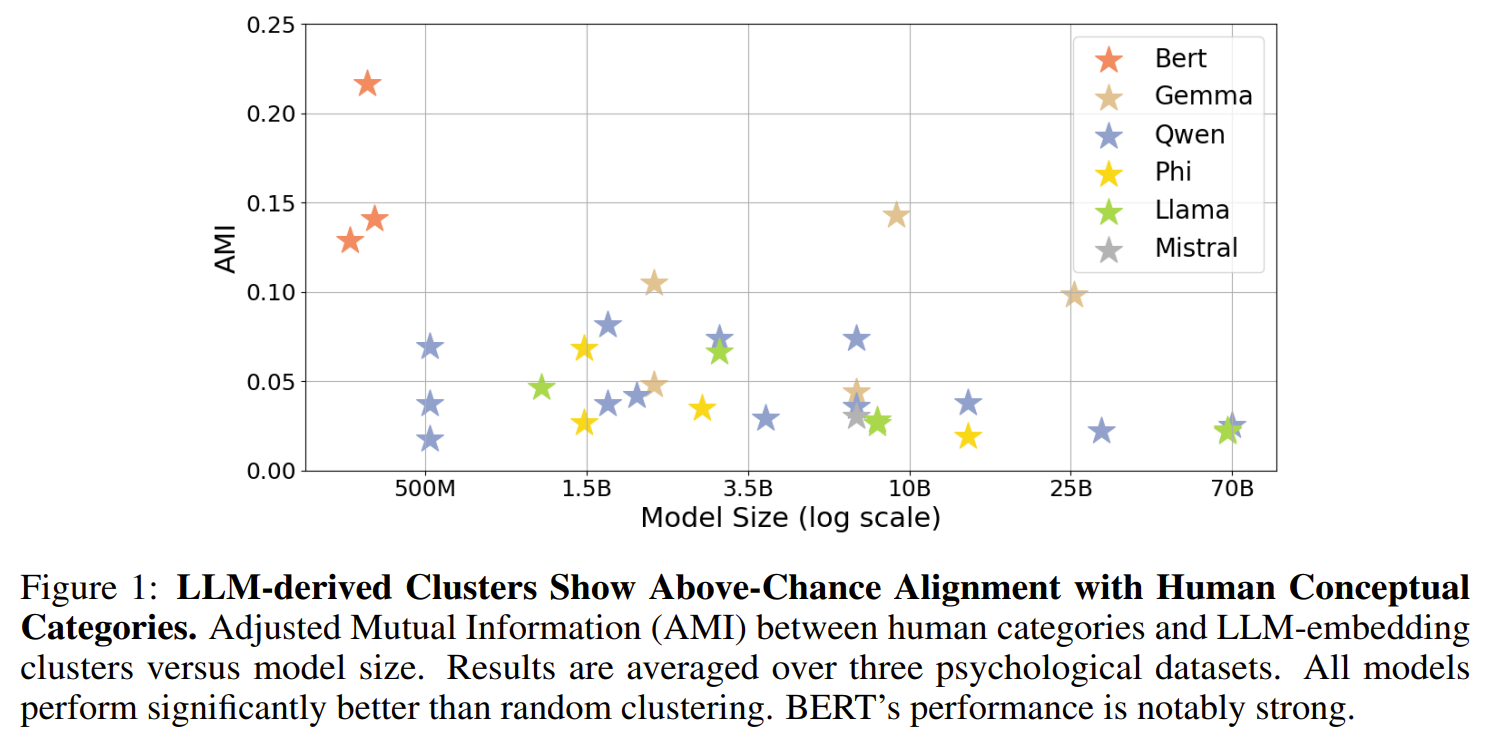 0.25
0.20
0.15
0.10
0.05
0.00
AMI
500M
1.5B
3.5B
10B
25B
70B
Model Size (log scale)
Bert
Gemma
Qwen
Phi
Llama
Mistral
Figure 1: LLM-derived Clusters Show Above-Chance Alignment with Human Conceptual
Categories. Adjusted Mutual Information (AMI) between human categories and LLM-embedding
clusters versus model size. Results are averaged over three psychological datasets. All models
perform significantly better than random clustering. BERT's performance is notably strong.